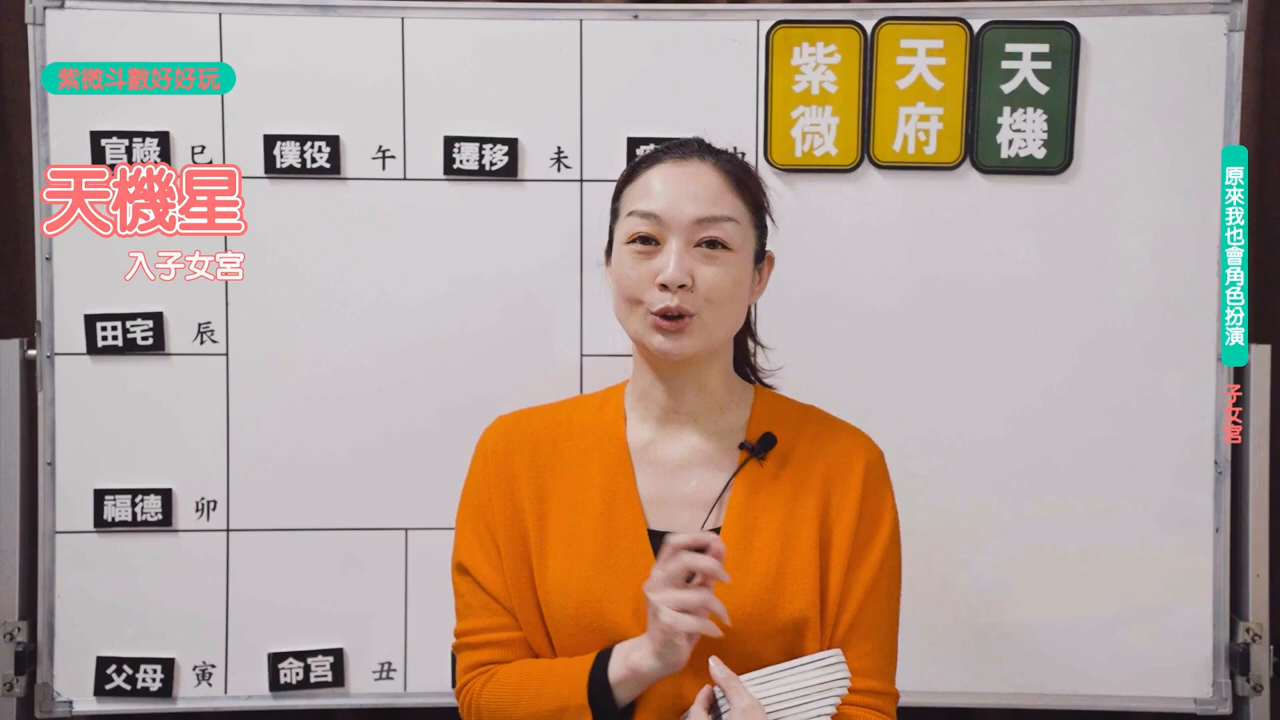 紫微斗數好好玩
紫微
天府
天機
官祿
巳
僕役
午
遷移
未
天機星
入子女宮
原來我也會角色扮演
子女宮
田宅
辰
福德
卯
父母
寅
命宮
丑